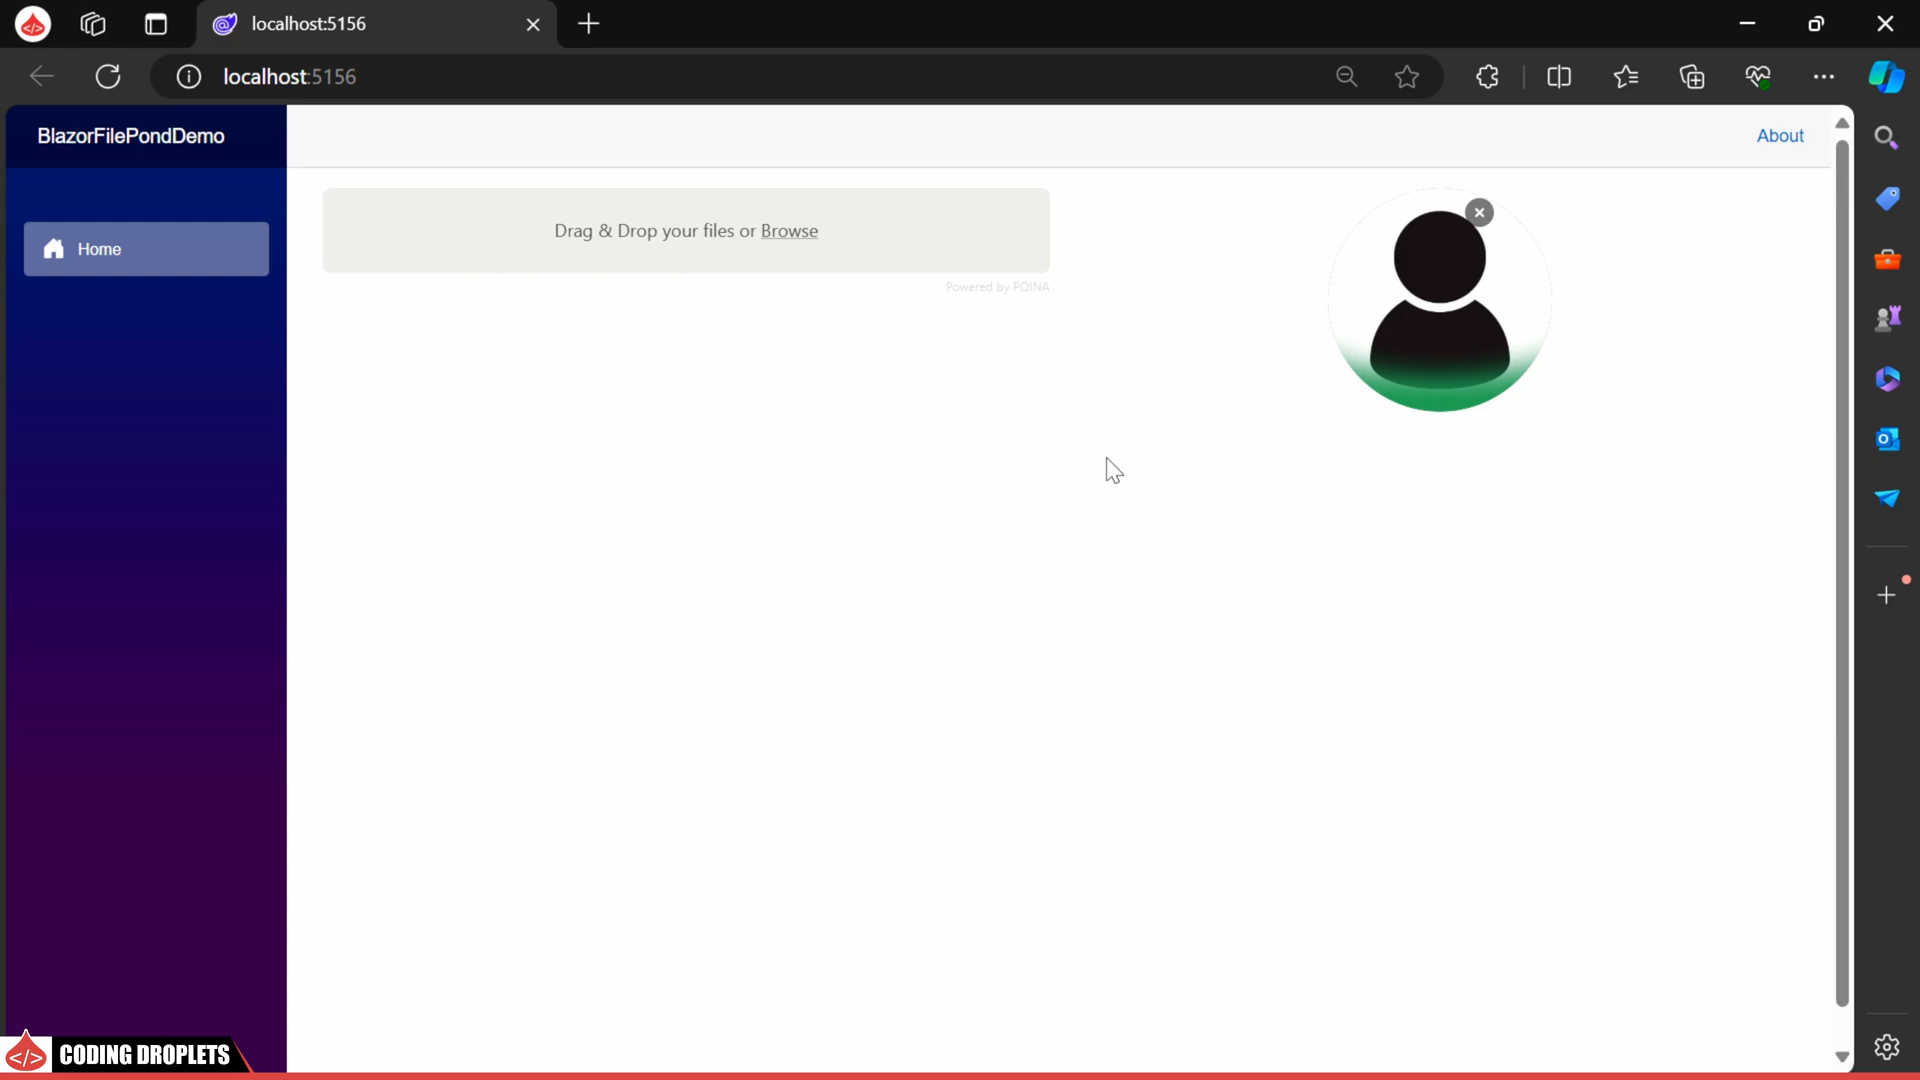 localhost:5156
localhost:5156
BlazorFilePondDemo
About
Home
Drag & Drop your files or Browse
Powered by PQINA
CODING DROPLETS